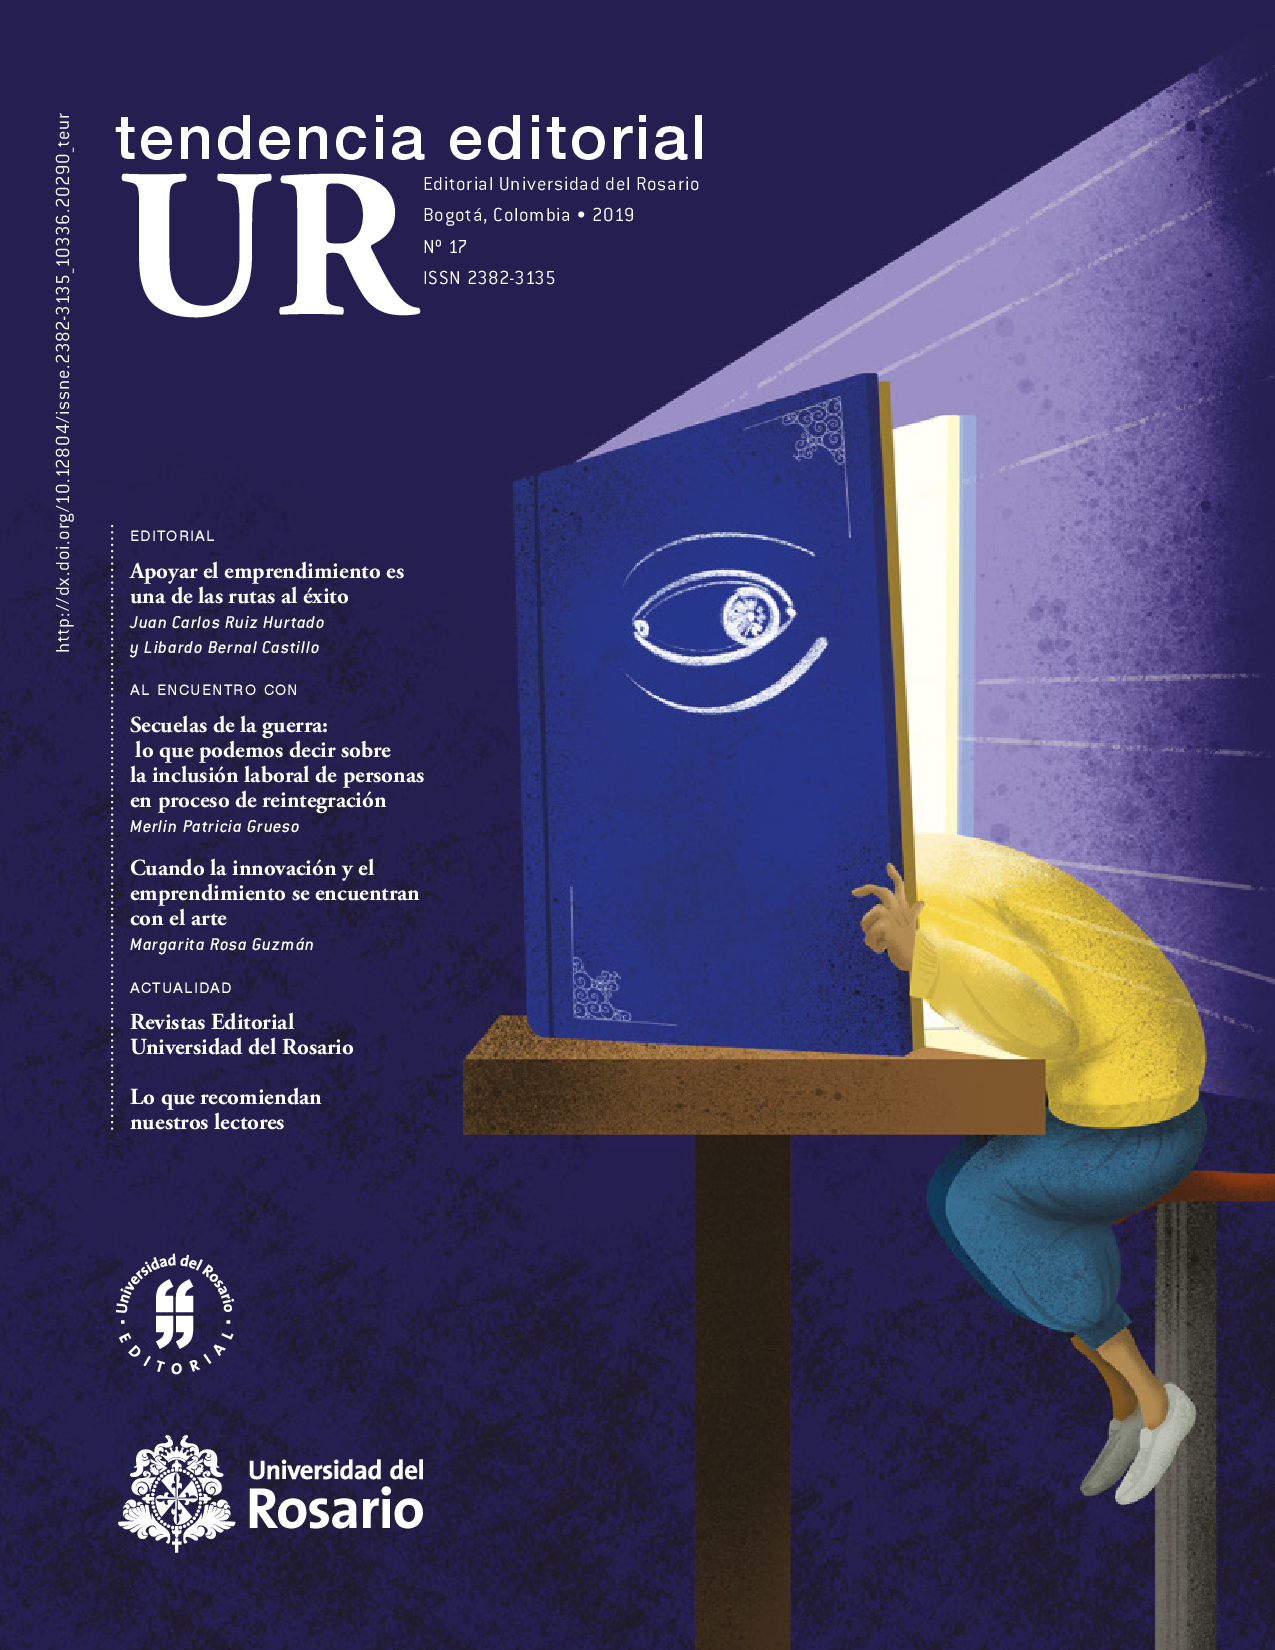 tendencia editorial
UR
Editorial Universidad del Rosario
Bogotá, Colombia • 2019
Nº 17
ISSN 2382-3135
http://dx.doi.org/10.12804/issne.2382-3135_10336.20290_teur
EDITORIAL
Apoyar el emprendimiento es
una de las rutas al éxito
Juan Carlos Ruiz Hurtado
y Libardo Bernal Castillo
AL ENCUENTRO CON
Secuelas de la guerra:
lo que podemos decir sobre
la inclusión laboral de personas
en proceso de reintegración
Merlin Patricia Grueso
Cuando la innovación y el
emprendimiento se encuentran
con el arte
Margarita Rosa Guzmán
ACTUALIDAD
Revistas Editorial
Universidad del Rosario
Lo que recomiendan
nuestros lectores
Universidad del Rosario
EDITORIAL
Universidad del
Rosario